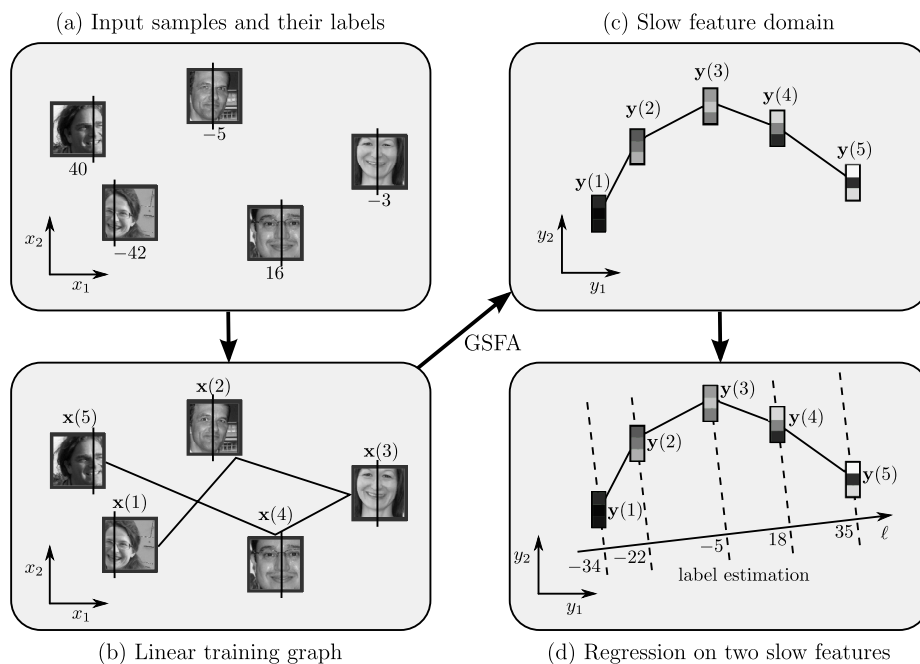 (a) Input samples and their labels
−5
40
−3
−42
16
x₂
x₁
(c) Slow feature domain
y(3)
y(2)
y(4)
y(5)
y(1)
y₂
y₁
GSFA
x(2)
x(5)
x(3)
x(1)
x(4)
x₂
x₁
(b) Linear training graph
y(3)
y(4)
y(2)
y(5)
y(1)
−34
−22
−5
18
35
ℓ
label estimation
y₂
y₁
(d) Regression on two slow features